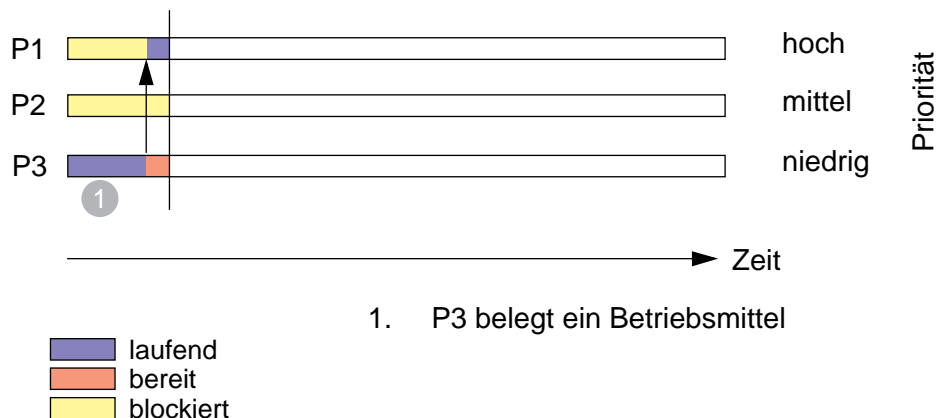 P1 hoch
P2 mittel
P3 niedrig
Priorität
1
Zeit
1. P3 belegt ein Betriebsmittel
laufend
bereit
blockiert